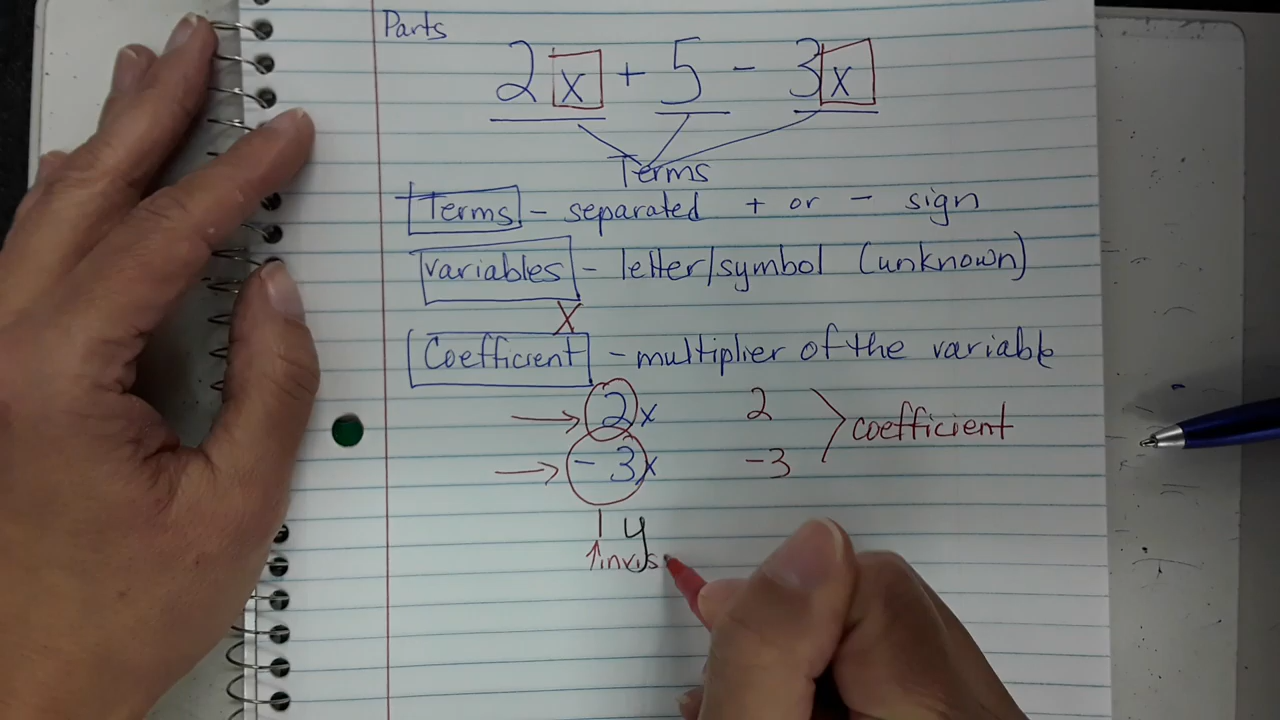 Parts
2x + 5 - 3x
Terms
Terms - separated + or - sign
variables - letter/symbol (unknown)
x
Coefficient - multiplier of the variable
→ 2x 2
coefficient
→ -3x -3
1y
↑invis